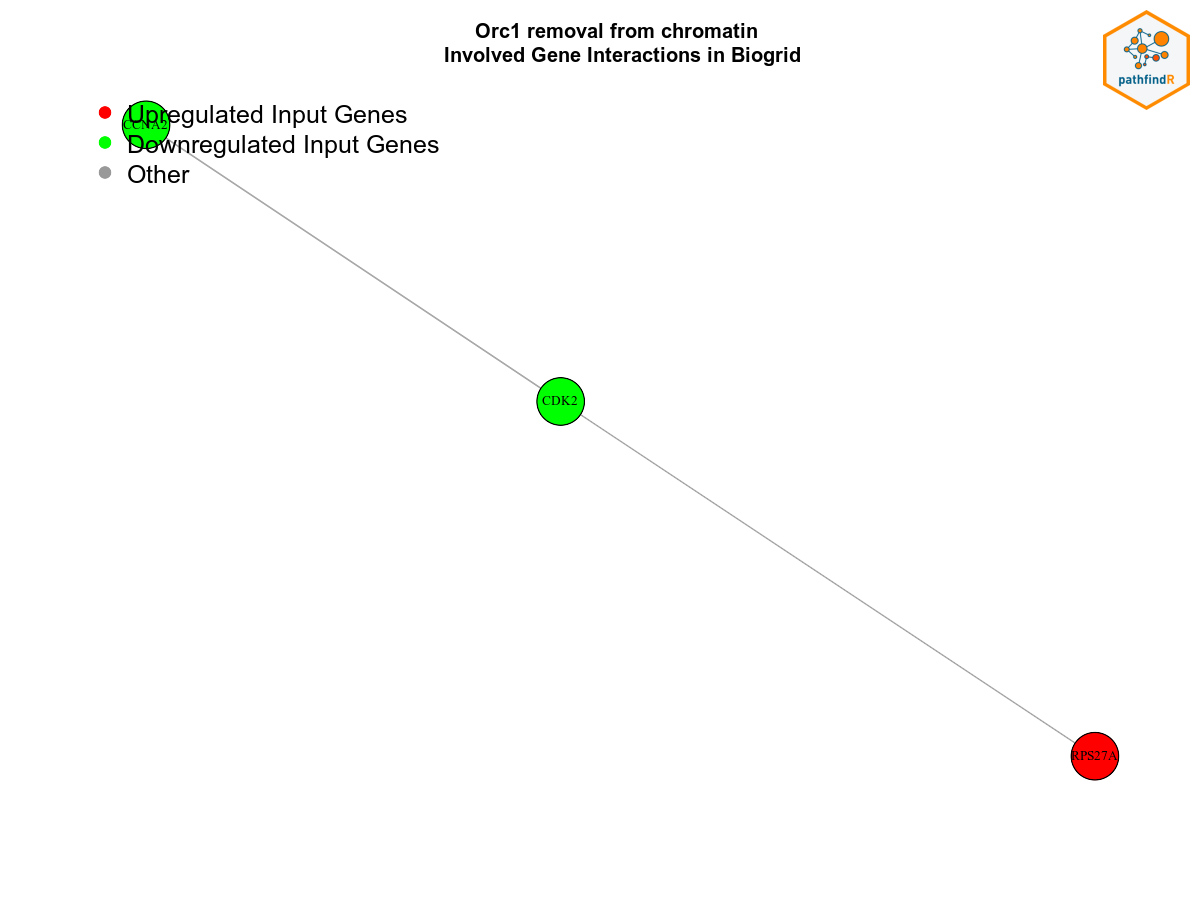 Orc1 removal from chromatin
Involved Gene Interactions in Biogrid
pathfindR
Upregulated Input Genes
CCNA2
Downregulated Input Genes
Other
CDK2
RPS27A